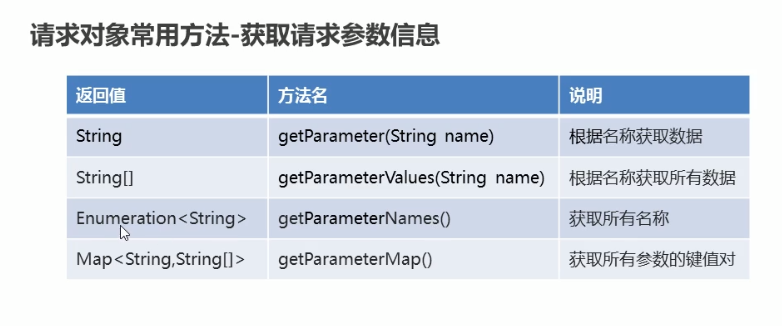 请求对象常用方法-获取请求参数信息
返回值 方法名 说明
String getParameter(String name) 根据名称获取数据
String[] getParameterValues(String name) 根据名称获取所有数据
Enumeration<String> getParameterNames() 获取所有名称
Map<String,String[]> getParameterMap() 获取所有参数的键值对